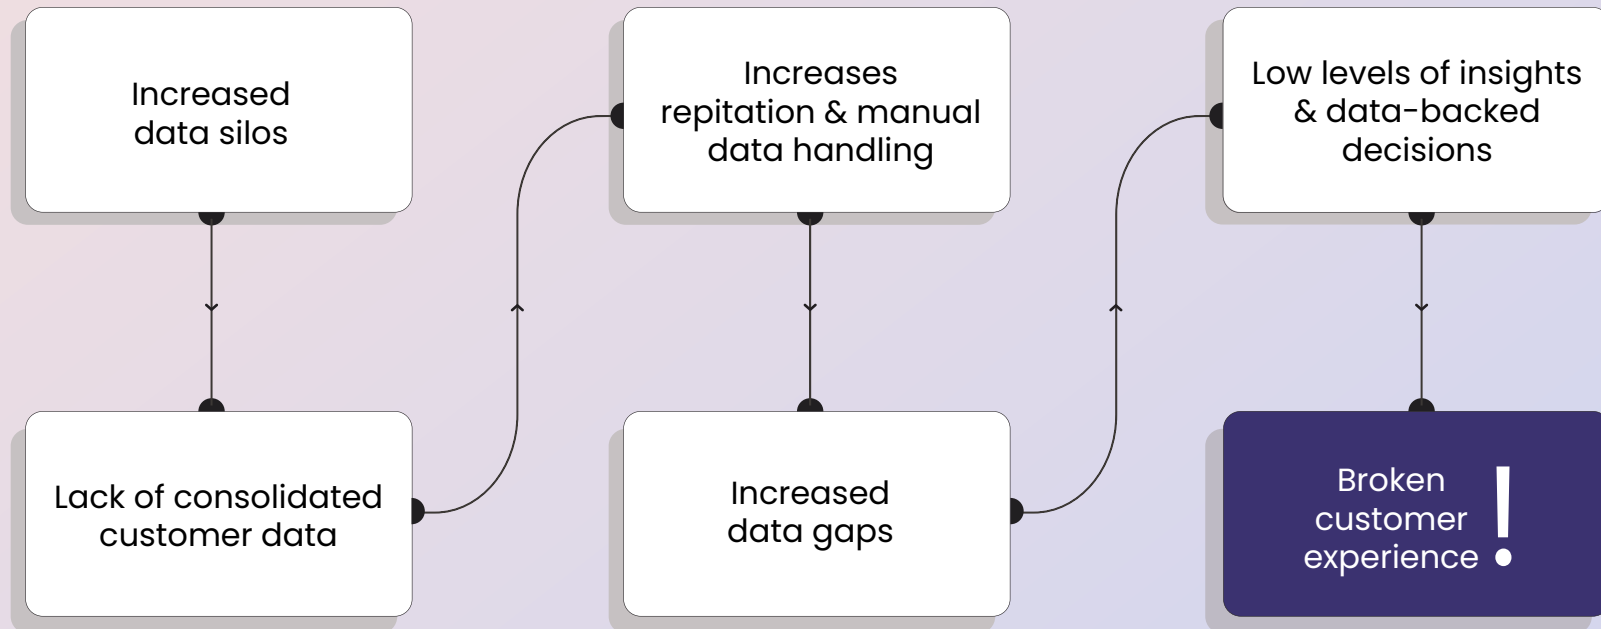 Increased
data silos
Lack of consolidated
customer data
Increases
repitation & manual
data handling
Increased
data gaps
Low levels of insights
& data-backed
decisions
Broken
customer
experience
!